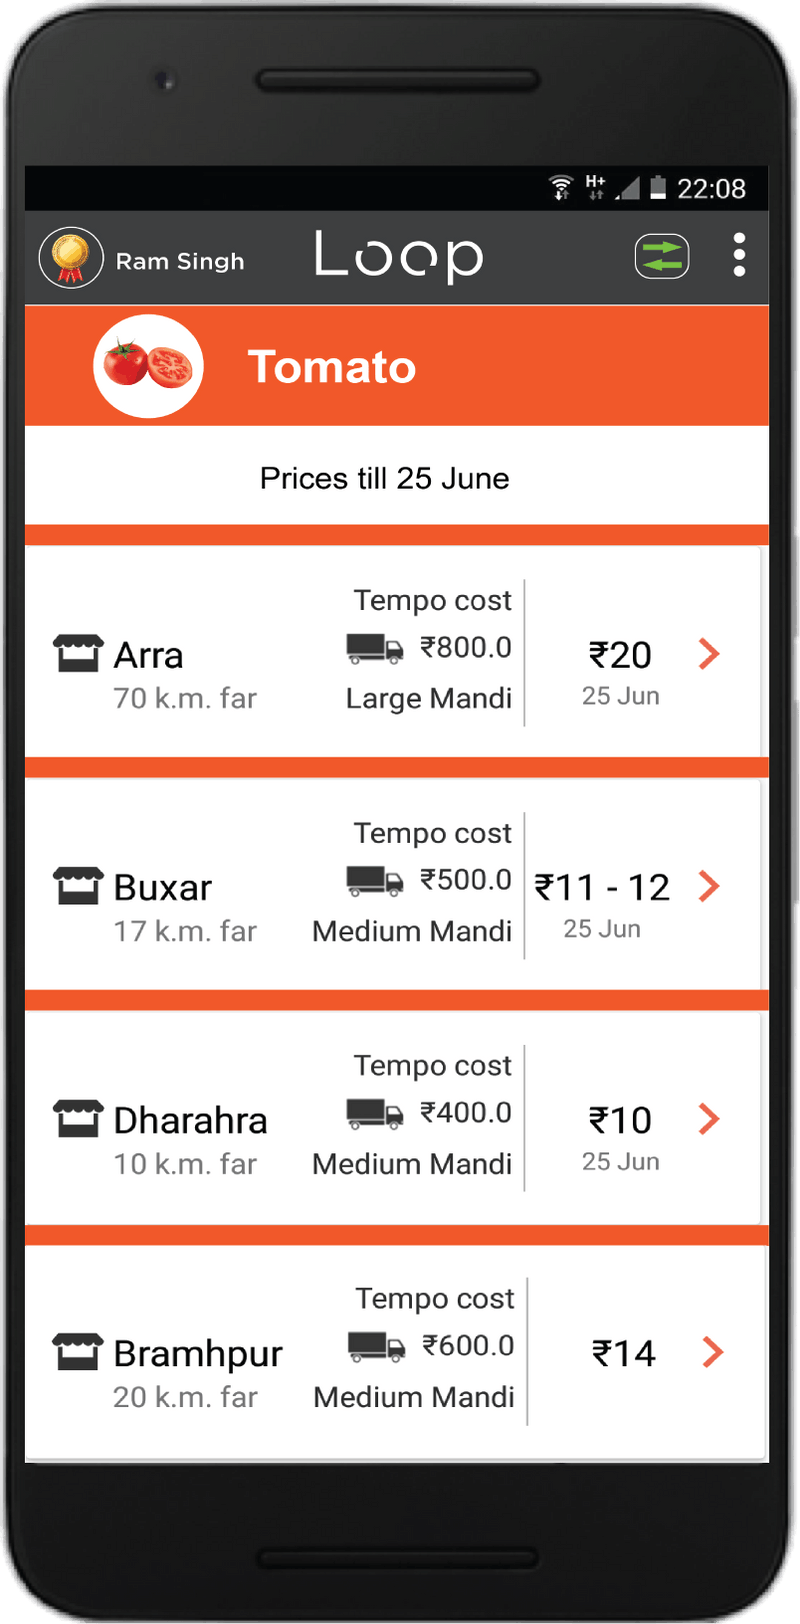 H+ 22:08
Ram Singh Loop
Tomato
Prices till 25 June
Tempo cost
₹800.0
Arra ₹20
70 k.m. far Large Mandi 25 Jun
Tempo cost
₹500.0
Buxar ₹11 - 12
17 k.m. far Medium Mandi 25 Jun
Tempo cost
₹400.0
Dharahra ₹10
10 k.m. far Medium Mandi 25 Jun
Tempo cost
₹600.0
Bramhpur ₹14
20 k.m. far Medium Mandi